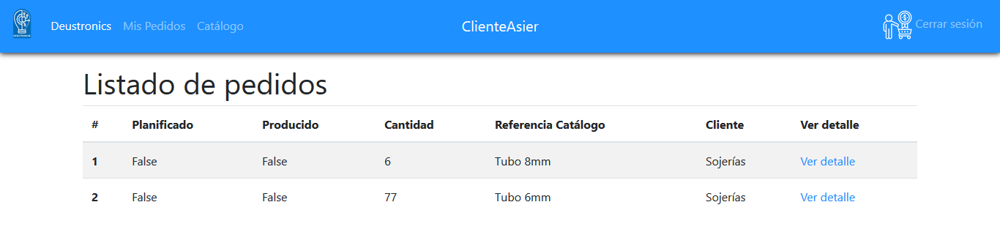 Deustronics Mis Pedidos Catálogo ClienteAsier Cerrar sesión
Listado de pedidos
# Planificado Producido Cantidad Referencia Catálogo Cliente Ver detalle
1 False False 6 Tubo 8mm Sojerías Ver detalle
2 False False 77 Tubo 6mm Sojerías Ver detalle